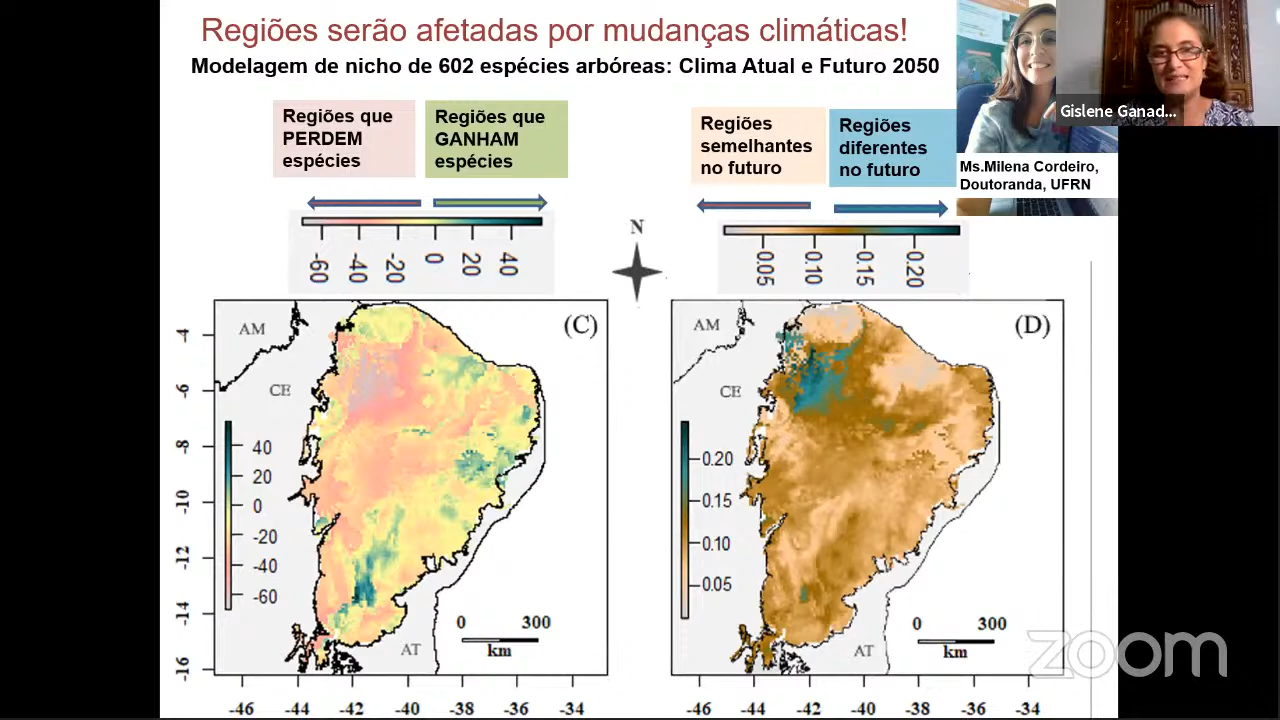 Regiões serão afetadas por mudanças climáticas!
Modelagem de nicho de 602 espécies arbóreas: Clima Atual e Futuro 2050
Regiões que
PERDEM
espécies
Regiões que
GANHAM
espécies
Regiões
semelhantes
no futuro
Regiões
diferentes
no futuro
Gislene Ganad...
Ms.Milena Cordeiro,
Doutoranda, UFRN
-60 -40 -20 0 20 40
N
0.05 0.10 0.15 0.20
AM
(C)
CE
AT
40
20
0
-20
-40
-60
-4
-6
-8
-10
-12
-14
-16
0 300
km
-46 -44 -42 -40 -38 -36 -34
AM
(D)
CE
AT
0.20
0.15
0.10
0.05
0 300
km
-46 -44 -42 -40 -38 -36 -34
zoom